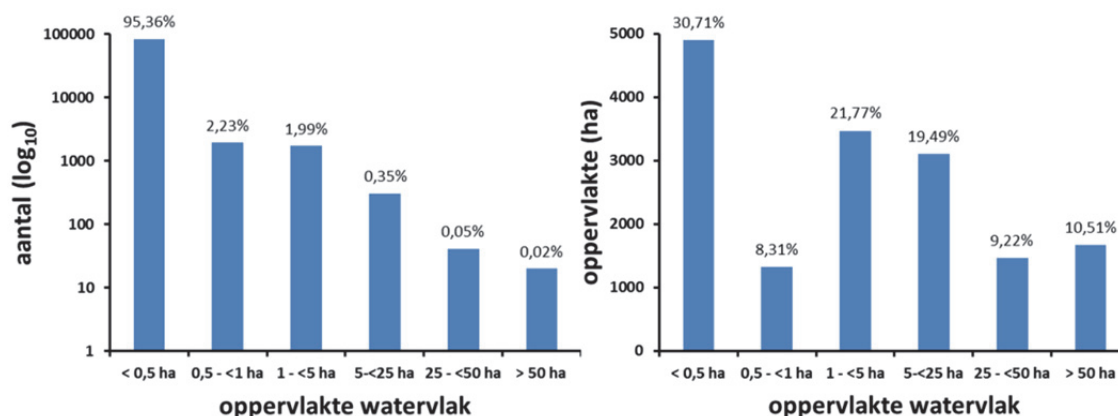 95,36%
100000
10000
1000
100
10
1
aantal (log₁₀)
2,23%
1,99%
0,35%
0,05%
0,02%
< 0,5 ha
0,5 - <1 ha
1 - <5 ha
5-<25 ha
25 - <50 ha
> 50 ha
oppervlakte watervlak
30,71%
5000
4000
3000
2000
1000
0
oppervlakte (ha)
8,31%
21,77%
19,49%
9,22%
10,51%
< 0,5 ha
0,5 - <1 ha
1 - <5 ha
5-<25 ha
25 - <50 ha
> 50 ha
oppervlakte watervlak